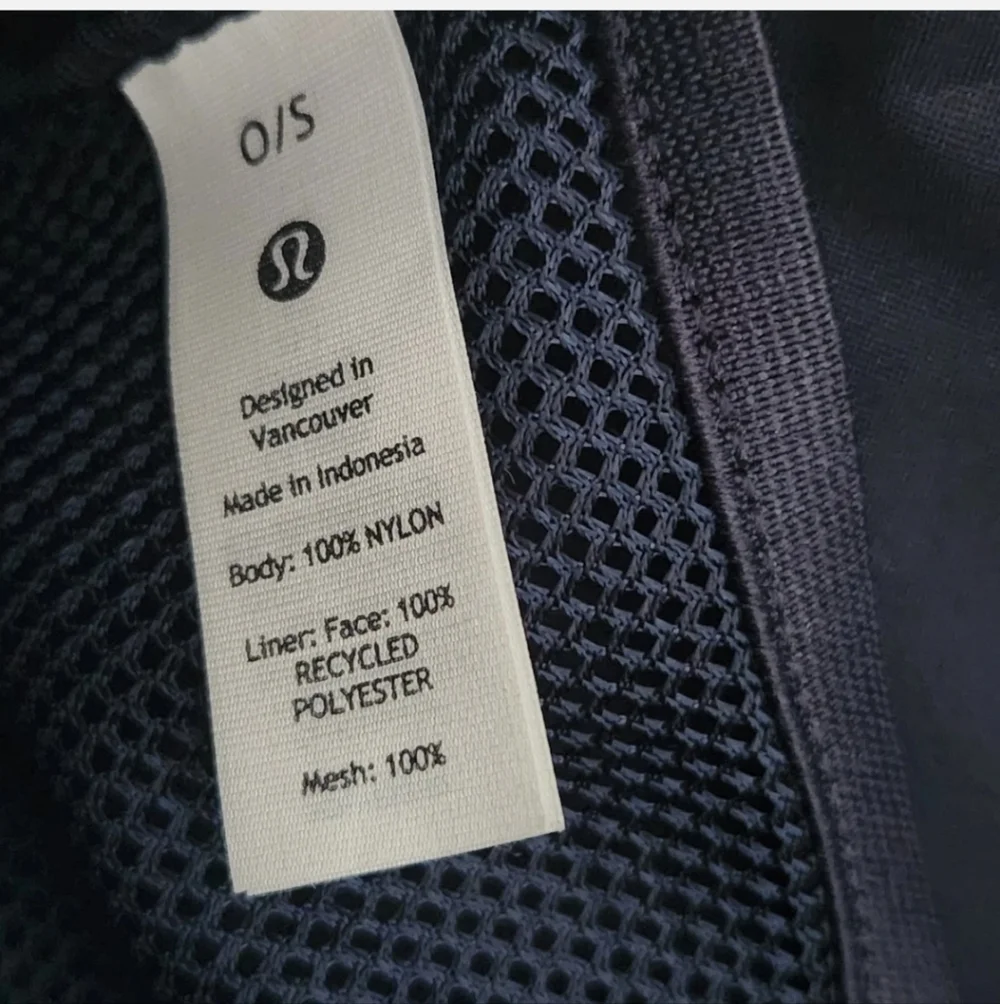 O/S
Designed in
Vancouver
Made in Indonesia
Body: 100% NYLON
Liner: Face: 100%
RECYCLED
POLYESTER
Mesh: 100%